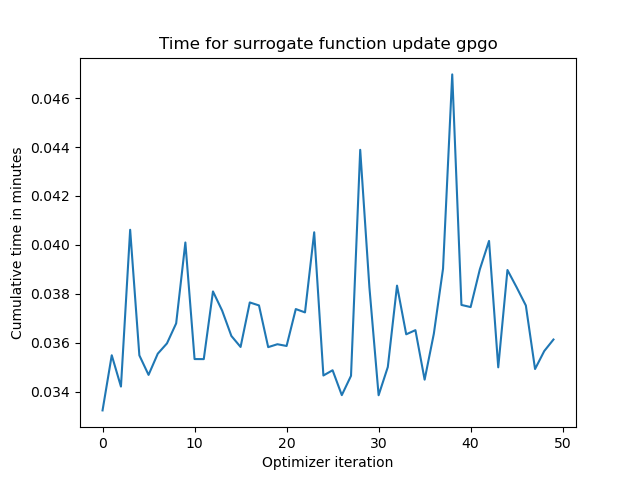 Time for surrogate function update gpgo
Cumulative time in minutes
0.046
0.044
0.042
0.040
0.038
0.036
0.034
0 10 20 30 40 50
Optimizer iteration